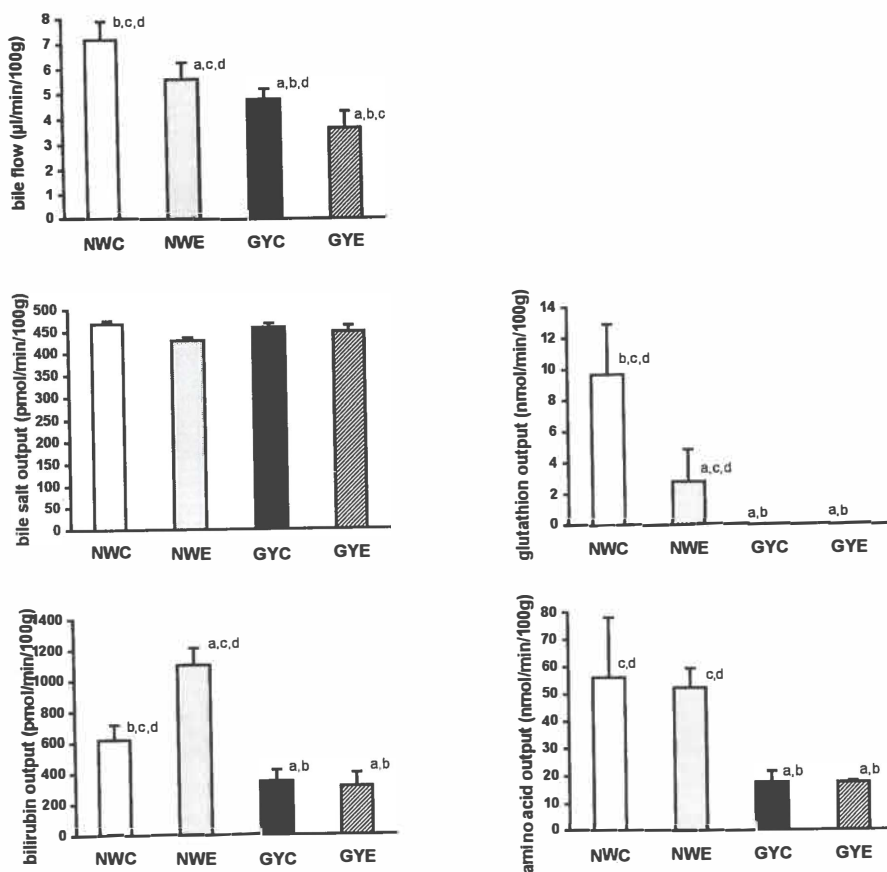 bile flow (µl/min/100g)
8
7
6
5
4
3
2
1
0
b,c,d
a,c,d
a,b,d
a,b,c
NWC NWE GYC GYE
bile salt output (pmol/min/100g)
500
450
400
350
300
250
200
150
100
50
0
NWC NWE GYC GYE
glutathion output (nmol/min/100g)
14
12
10
8
6
4
2
0
b,c,d
a,c,d
a,b
a,b
NWC NWE GYC GYE
bilirubin output (pmol/min/100g)
1400
1200
1000
800
600
400
200
0
b,c,d
a,c,d
a,b
a,b
NWC NWE GYC GYE
amino acid output (nmol/min/100g)
80
70
60
50
40
30
20
10
0
c,d
c,d
a,b
a,b
NWC NWE GYC GYE